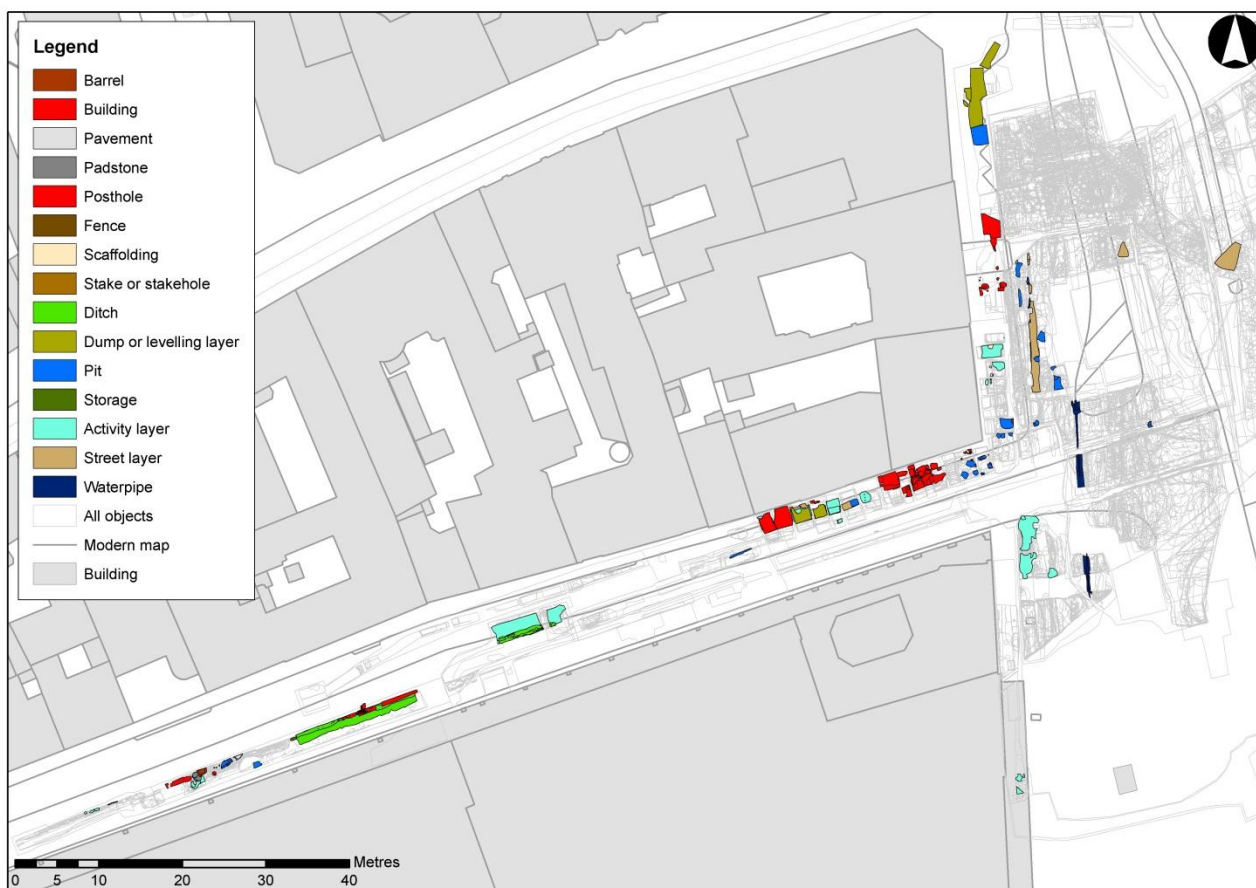 Legend
Barrel
Building
Pavement
Padstone
Posthole
Fence
Scaffolding
Stake or stakehole
Ditch
Dump or levelling layer
Pit
Storage
Activity layer
Street layer
Waterpipe
All objects
Modern map
Building
Metres
0 5 10 20 30 40